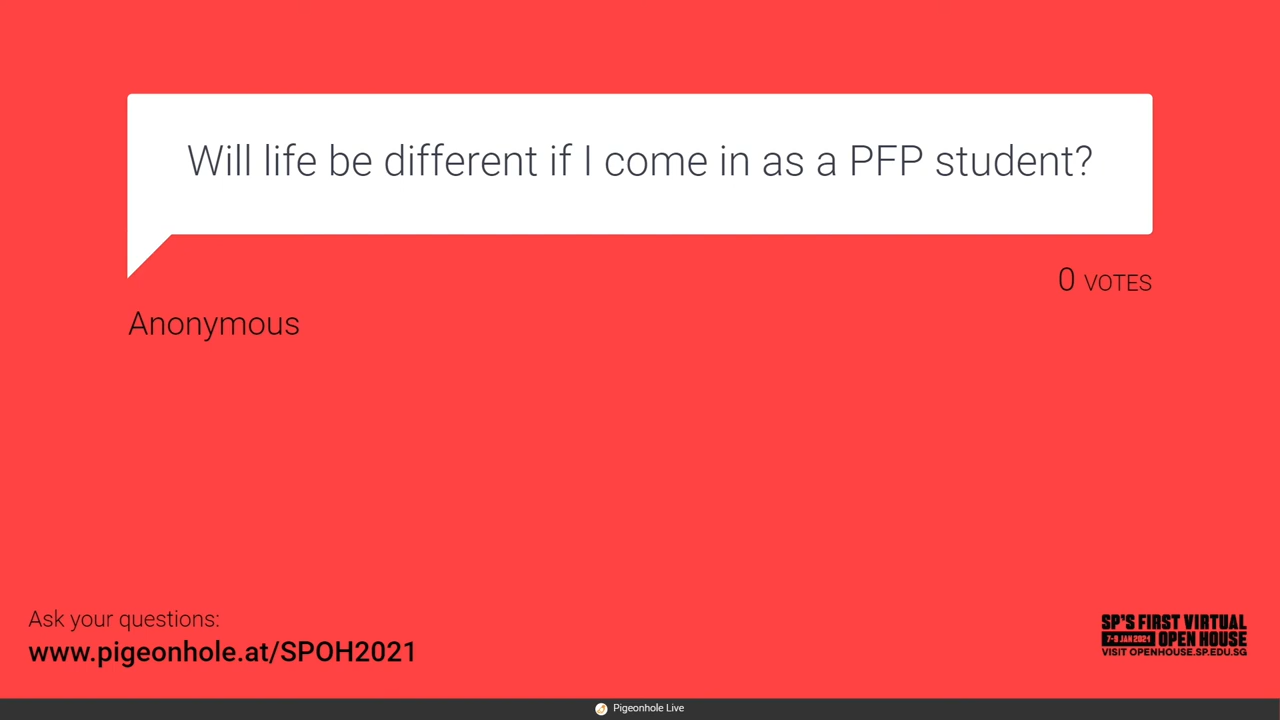 Will life be different if I come in as a PFP student?
0 VOTES
Anonymous
Ask your questions:
www.pigeonhole.at/SPOH2021
SP'S FIRST VIRTUAL
7-9 JAN 2021 OPEN HOUSE
VISIT OPENHOUSE.SP.EDU.SG
Pigeonhole Live